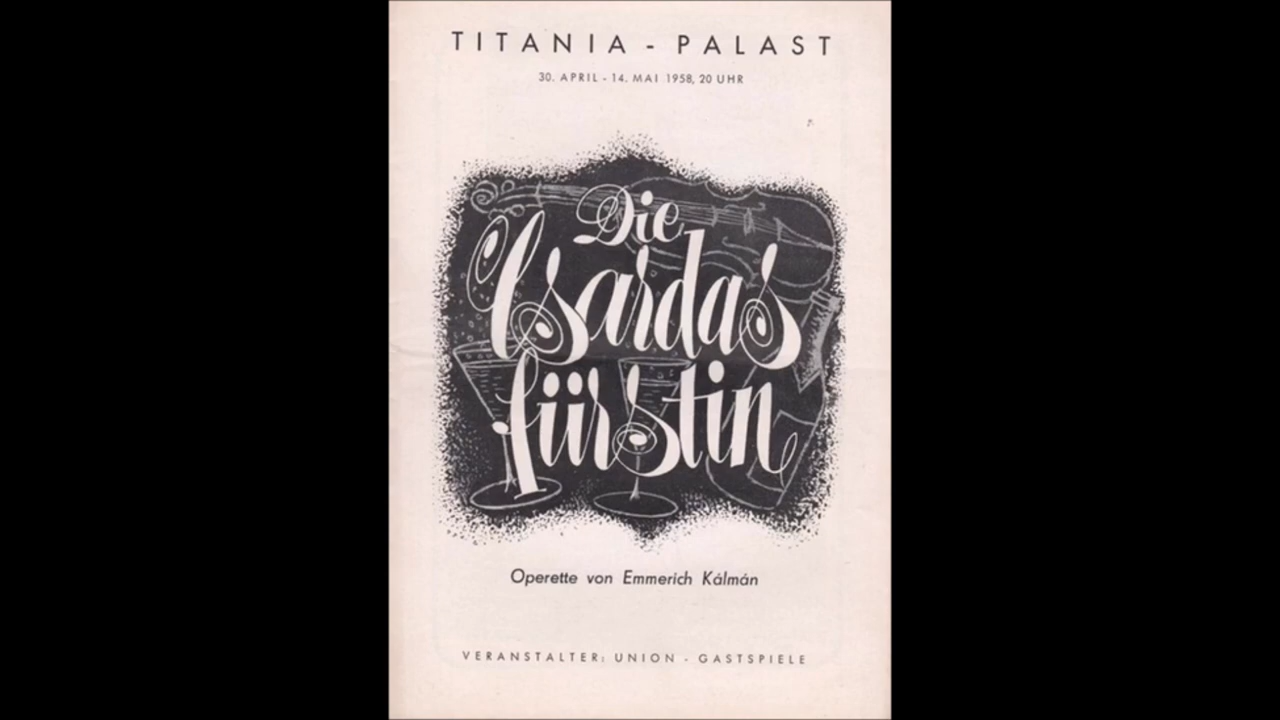 TITANIA - PALAST
30. APRIL - 14. MAI 1958, 20 UHR
Die
Csardas
fürstin
Operette von Emmerich Kálmán
VERANSTALTER: UNION - GASTSPIELE